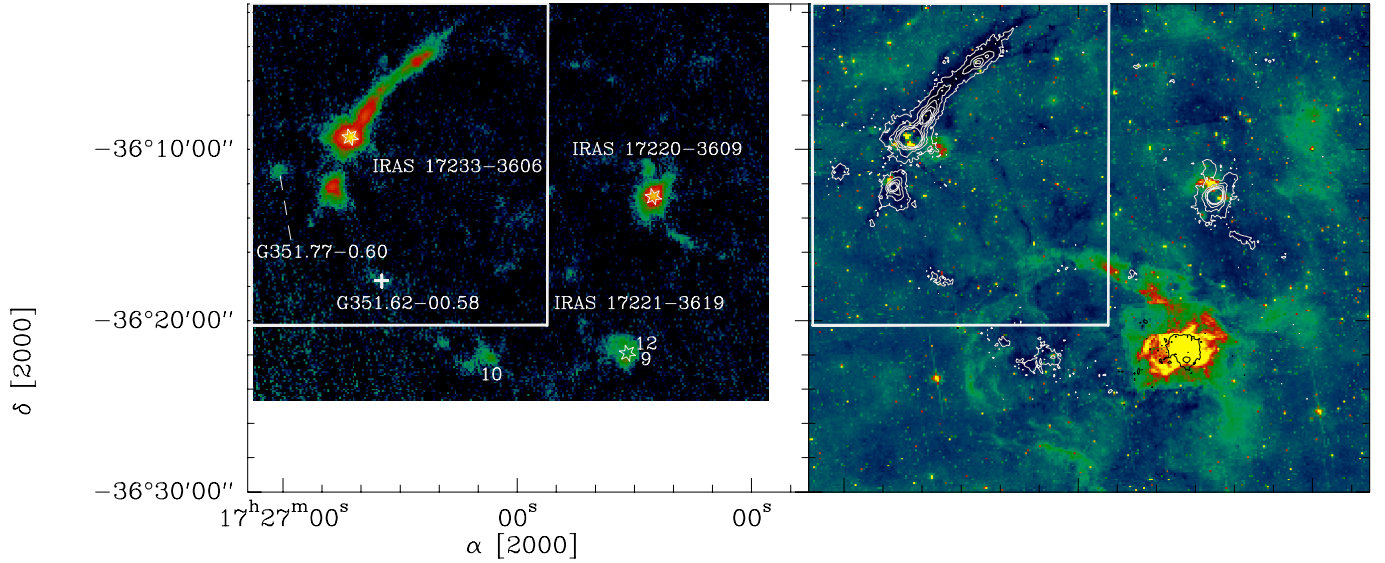 IRAS 17220−3609
−36°10′00″
IRAS 17233−3606
G351.77−0.60
G351.62−00.58
IRAS 17221−3619
−36°20′00″
12
9
10
−36°30′00″
17ʰ27ᵐ00ˢ 00ˢ 00ˢ
α [2000]
δ [2000]